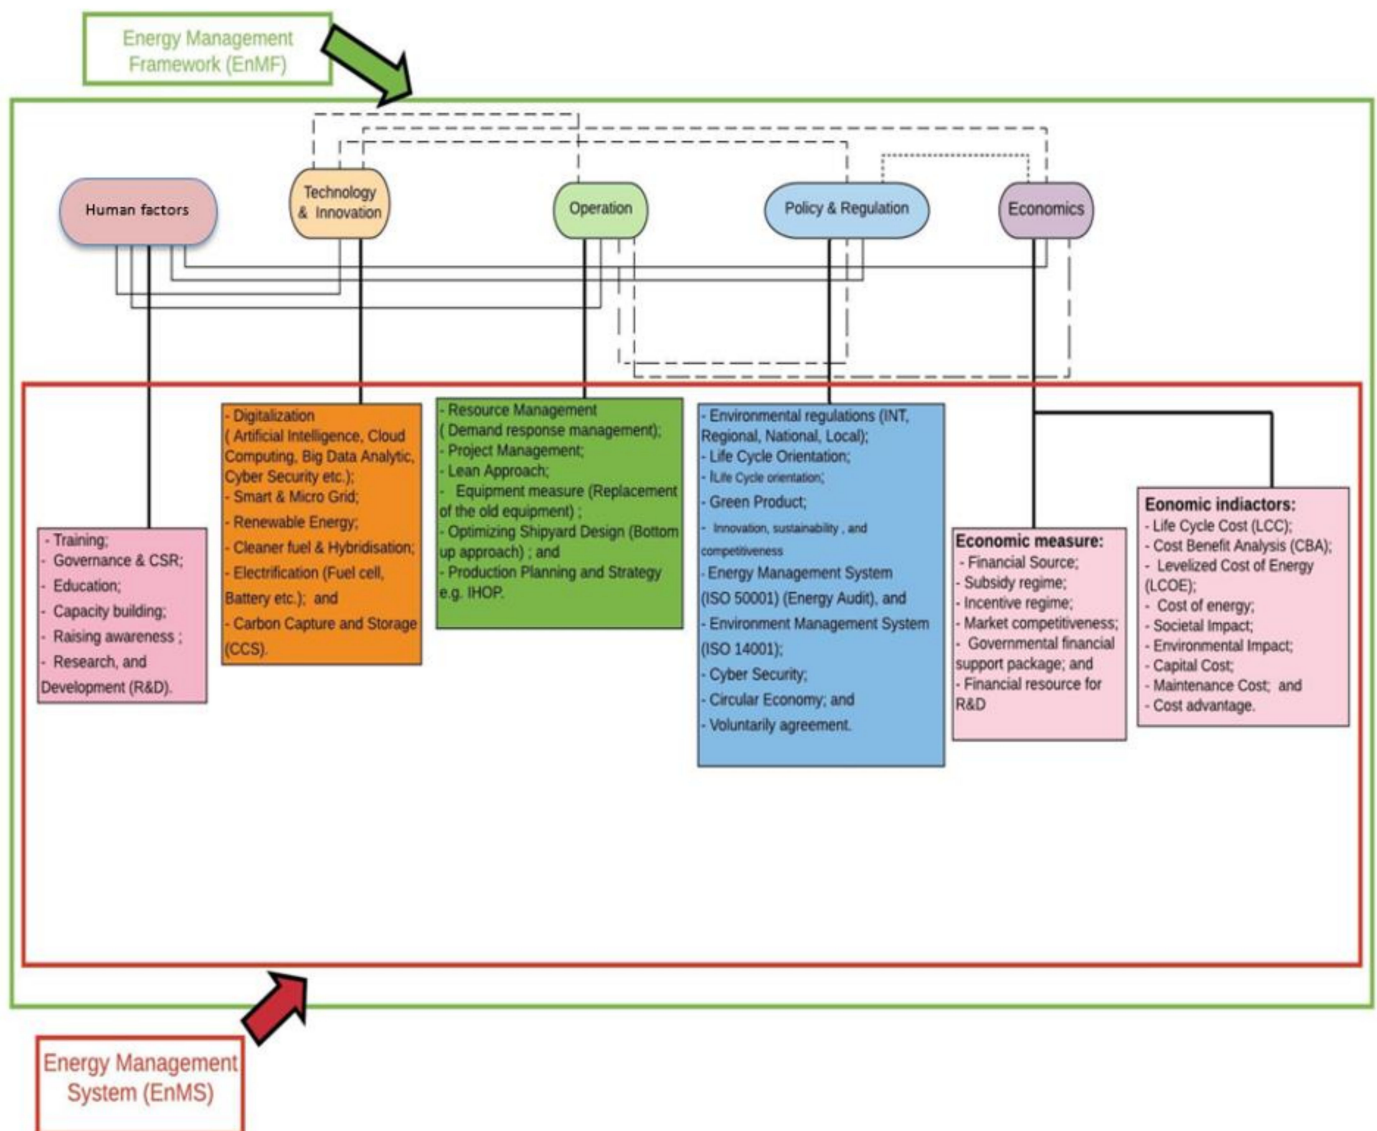 Energy Management
Framework (EnMF)
Human factors
Technology
& Innovation
Operation
Policy & Regulation
Economics
- Training;
- Governance & CSR;
- Education;
- Capacity building;
- Raising awareness ;
- Research, and
Development (R&D).
- Digitalization
( Artificial Intelligence, Cloud
Computing, Big Data Analytic,
Cyber Security etc.);
- Smart & Micro Grid;
- Renewable Energy;
- Cleaner fuel & Hybridisation;
- Electrification (Fuel cell,
Battery etc.); and
- Carbon Capture and Storage
(CCS).
- Resource Management
( Demand response management);
- Project Management;
- Lean Approach;
- Equipment measure (Replacement
of the old equipment) ;
- Optimizing Shipyard Design (Bottom
up approach) ; and
- Production Planning and Strategy
e.g. IHOP.
- Environmental regulations (INT,
Regional, National, Local);
- Life Cycle Orientation;
- İLife Cycle orientation;
- Green Product;
- Innovation, sustainability , and
competitiveness
- Energy Management System
(ISO 50001) (Energy Audit), and
- Environment Management System
(ISO 14001);
- Cyber Security;
- Circular Economy; and
- Voluntarily agreement.
Economic measure:
- Financial Source;
- Subsidy regime;
- Incentive regime;
- Market competitiveness;
- Governmental financial
support package; and
- Financial resource for
R&D
Eonomic indiactors:
- Life Cycle Cost (LCC);
- Cost Benefit Analysis (CBA);
- Levelized Cost of Energy
(LCOE);
- Cost of energy;
- Societal Impact;
- Environmental Impact;
- Capital Cost;
- Maintenance Cost; and
- Cost advantage.
Energy Management
System (EnMS)